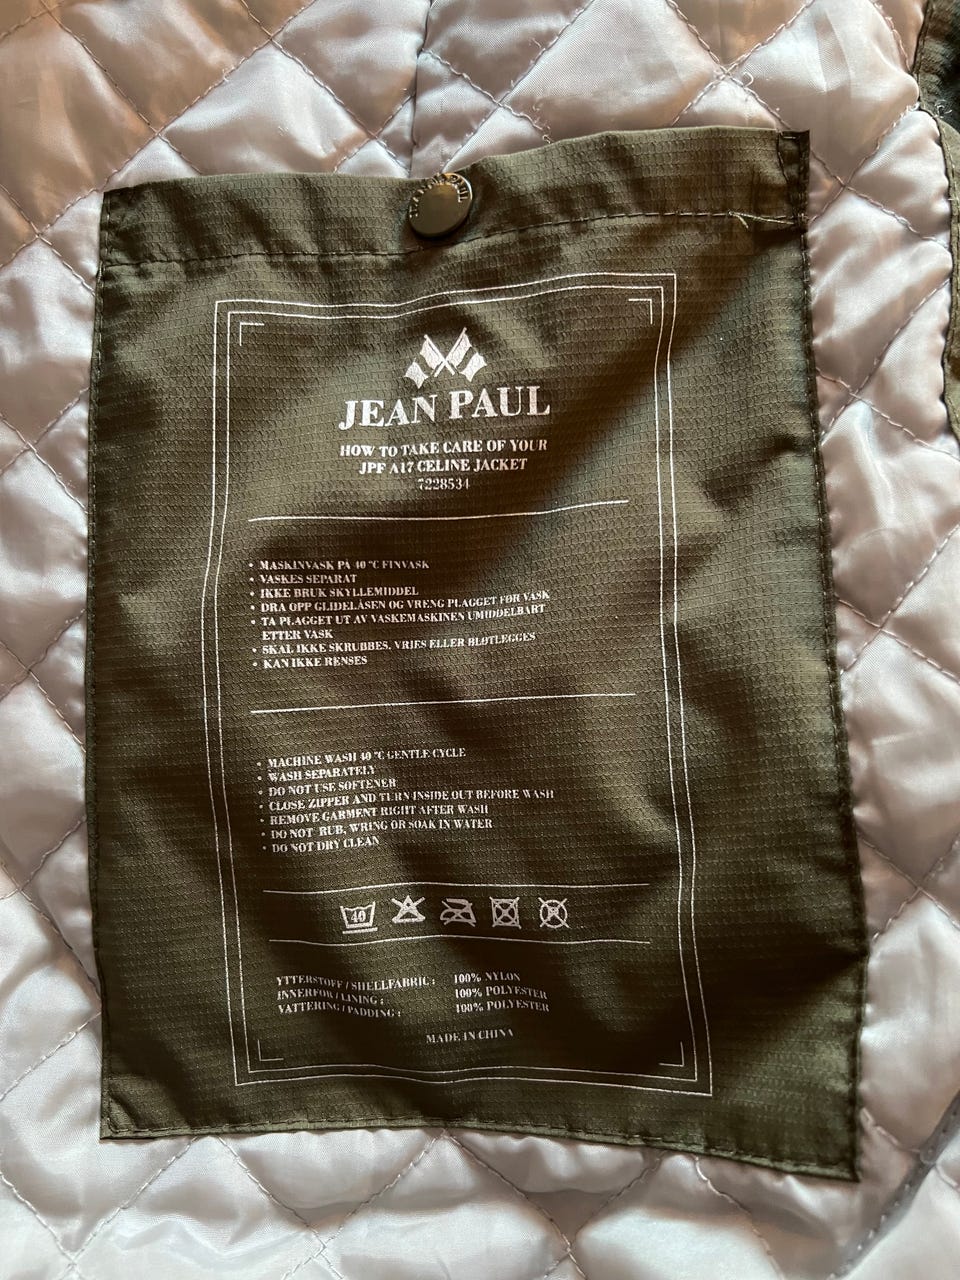 JEAN PAUL
JEAN PAUL
HOW TO TAKE CARE OF YOUR
JPF A17 CELINE JACKET
7228534
• MASKINVASK PÅ 40 °C FINVASK
• VASKES SEPARAT
• IKKE BRUK SKYLLEMIDDEL
• DRA OPP GLIDELÅSEN OG VRENG PLAGGET FØR VASK
• TA PLAGGET UT AV VASKEMASKINEN UMIDDELBART
ETTER VASK
• SKAL IKKE SKRUBBES, VRIES ELLER BLØTLEGGES
• KAN IKKE RENSES
• MACHINE WASH 40 °C GENTLE CYCLE
• WASH SEPARATELY
• DO NOT USE SOFTENER
• CLOSE ZIPPER AND TURN INSIDE OUT BEFORE WASH
• REMOVE GARMENT RIGHT AFTER WASH
• DO NOT RUB, WRING OR SOAK IN WATER
• DO NOT DRY CLEAN
40
YTTERSTOFF / SHELLFABRIC : 100% NYLON
INNERFOR / LINING : 100% POLYESTER
VATTERING / PADDING : 100% POLYESTER
MADE IN CHINA